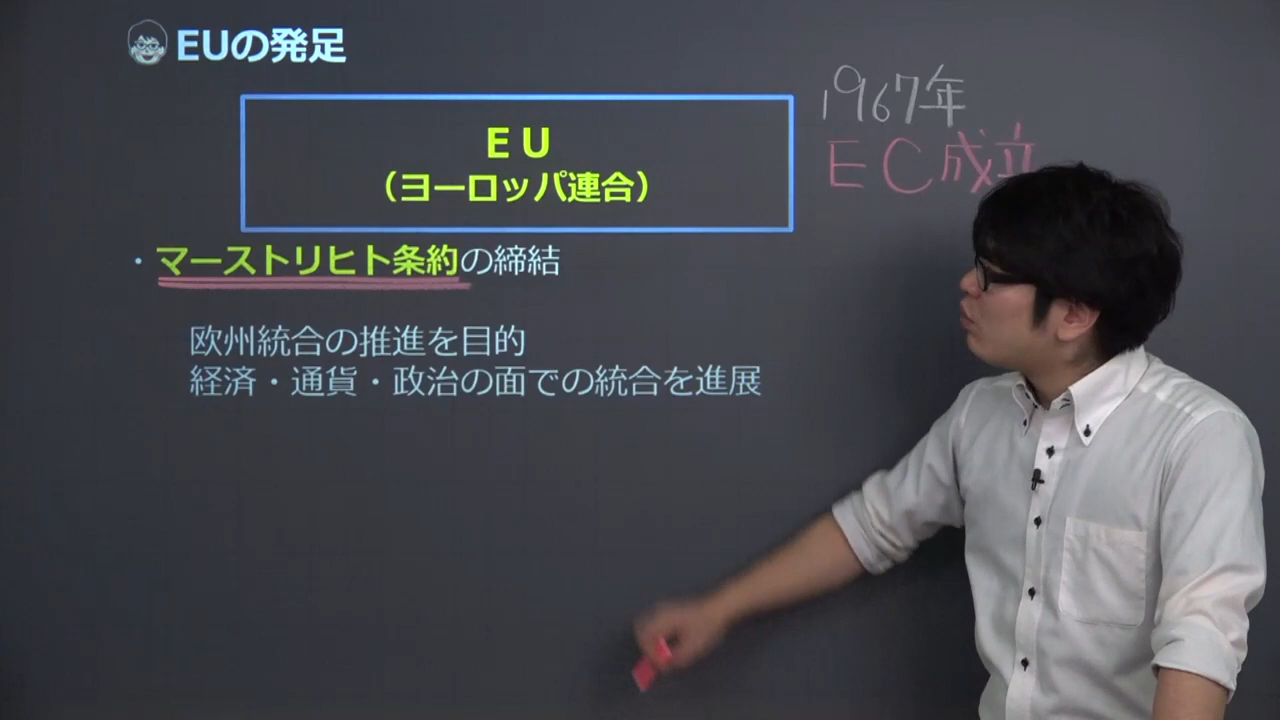 EUの発足
1967年
EC成立
EU
(ヨーロッパ連合)
・マーストリヒト条約の締結
欧州統合の推進を目的
経済・通貨・政治の面での統合を進展